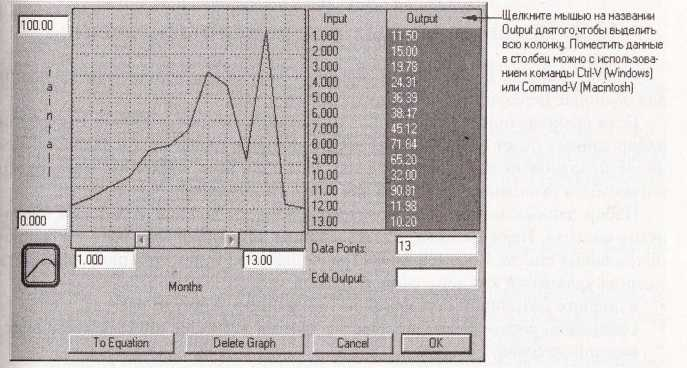 100.00
rainfall
0.000
1.000
13.00
Months
Input Output
1.000 11.50
2.000 15.00
3.000 19.78
4.000 24.31
5.000 36.39
6.000 38.47
7.000 45.12
8.000 71.84
9.000 65.20
10.00 32.00
11.00 90.81
12.00 11.98
13.00 10.20
Data Points: 13
Edit Output:
To Equation Delete Graph Cancel OK
Щелкните мышью на названии
Output для того, чтобы выделить
всю колонку. Поместить данные
в столбец можно с использова-
нием команды Ctrl-V (Windows)
или Command-V (Macintosh)